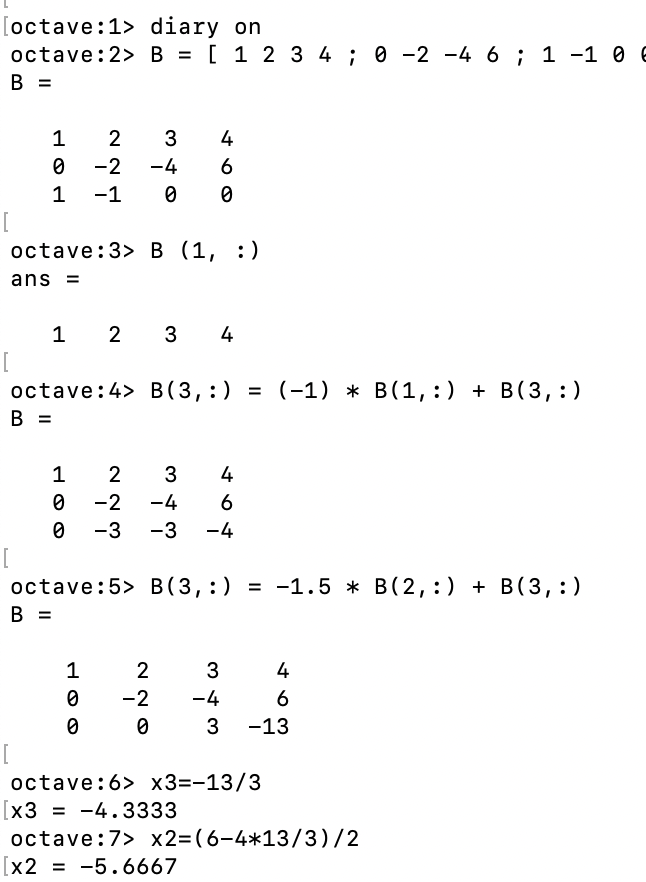 octave:1> diary on
octave:2> B = [ 1 2 3 4 ; 0 -2 -4 6 ; 1 -1 0 0
B =
1 2 3 4
0 -2 -4 6
1 -1 0 0
octave:3> B (1, :)
ans =
1 2 3 4
octave:4> B(3,:) = (-1) * B(1,:) + B(3,:)
B =
1 2 3 4
0 -2 -4 6
0 -3 -3 -4
octave:5> B(3,:) = -1.5 * B(2,:) + B(3,:)
B =
1 2 3 4
0 -2 -4 6
0 0 3 -13
octave:6> x3=-13/3
x3 = -4.3333
octave:7> x2=(6-4*13/3)/2
x2 = -5.6667